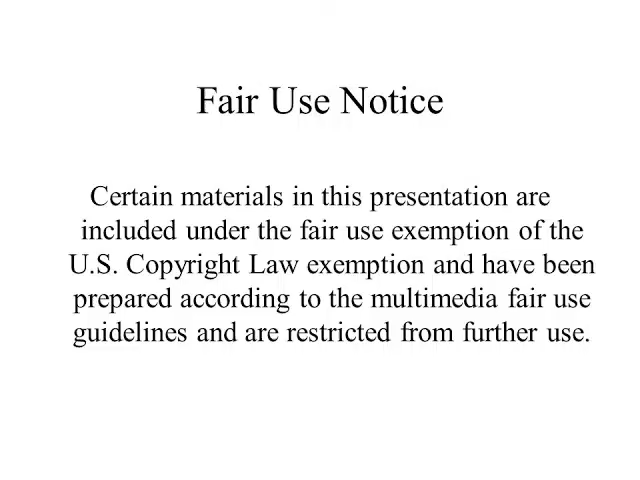 Fair Use Notice
Certain materials in this presentation are
included under the fair use exemption of the
U.S. Copyright Law exemption and have been
prepared according to the multimedia fair use
guidelines and are restricted from further use.